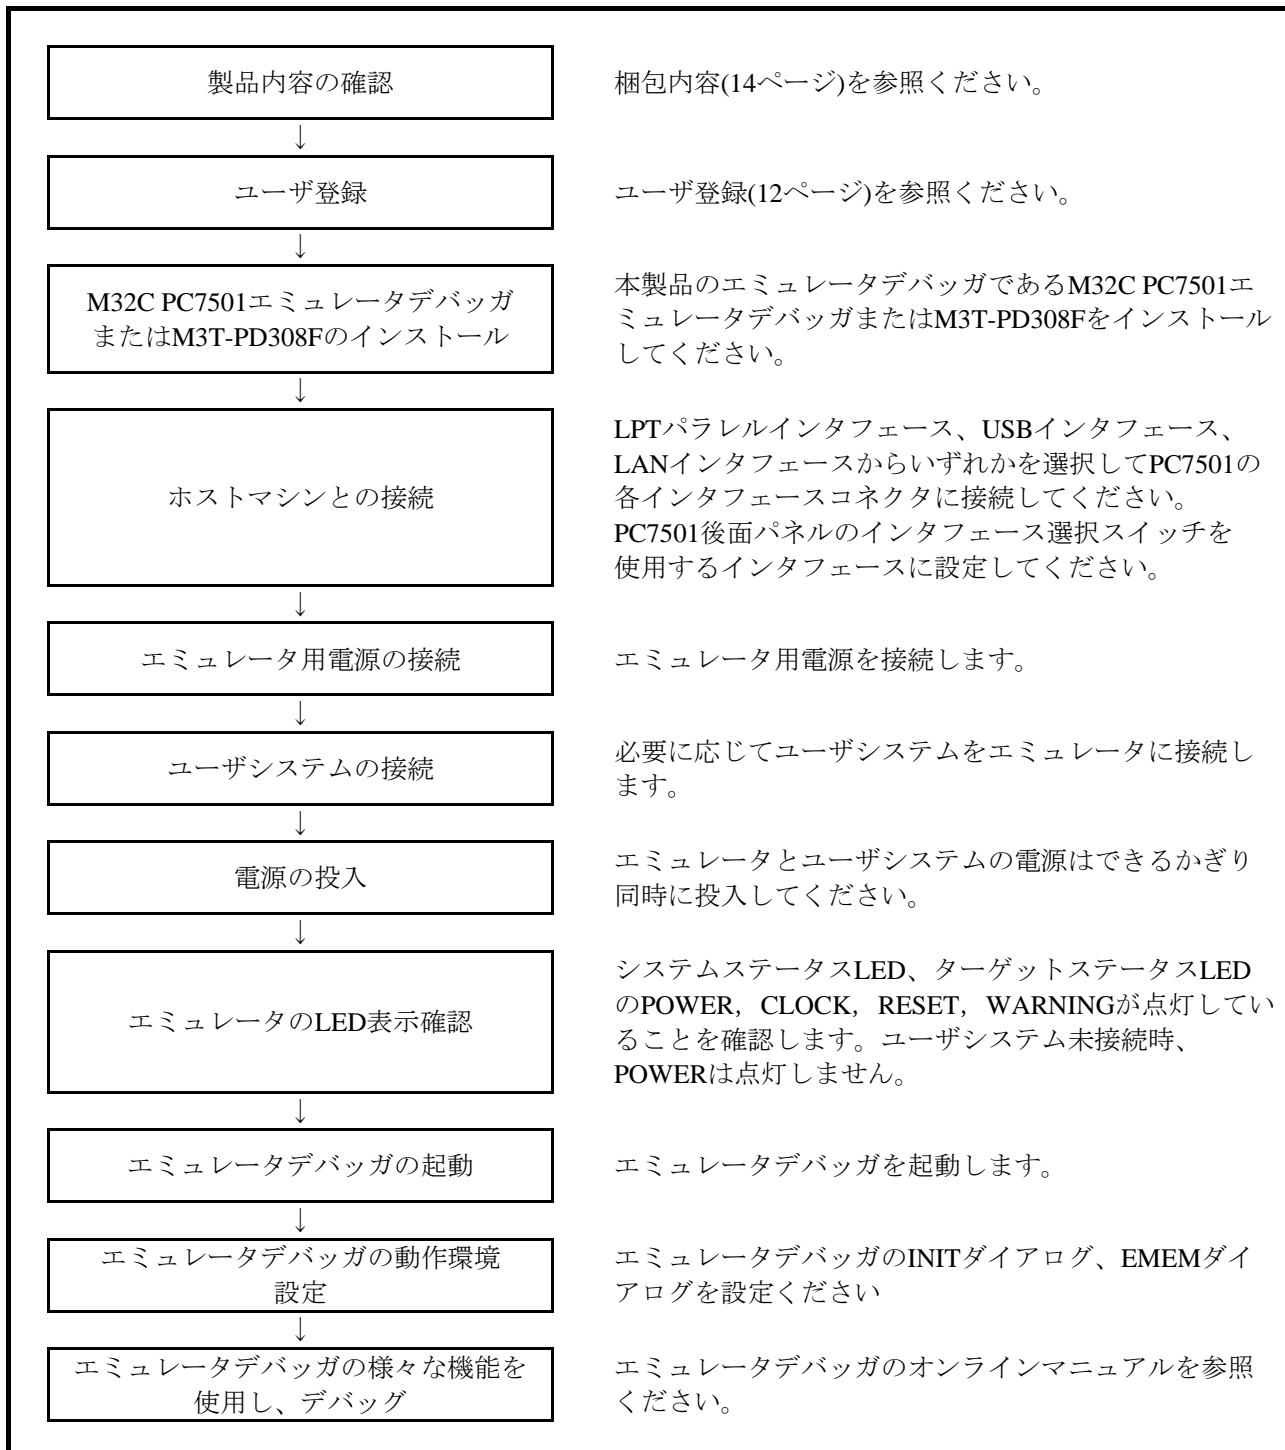 製品内容の確認
梱包内容(14ページ)を参照ください。
↓
ユーザ登録
ユーザ登録(12ページ)を参照ください。
↓
M32C PC7501エミュレータデバッガ
またはM3T-PD308Fのインストール
本製品のエミュレータデバッガであるM32C PC7501エ
ミュレータデバッガまたはM3T-PD308Fをインストール
してください。
↓
ホストマシンとの接続
LPTパラレルインタフェース、USBインタフェース、
LANインタフェースからいずれかを選択してPC7501の
各インタフェースコネクタに接続してください。
PC7501後面パネルのインタフェース選択スイッチを
使用するインタフェースに設定してください。
↓
エミュレータ用電源の接続
エミュレータ用電源を接続します。
↓
ユーザシステムの接続
必要に応じてユーザシステムをエミュレータに接続し
ます。
↓
電源の投入
エミュレータとユーザシステムの電源はできるかぎり
同時に投入してください。
↓
エミュレータのLED表示確認
システムステータスLED、ターゲットステータスLED
のPOWER，CLOCK，RESET，WARNINGが点灯してい
ることを確認します。ユーザシステム未接続時、
POWERは点灯しません。
↓
エミュレータデバッガの起動
エミュレータデバッガを起動します。
↓
エミュレータデバッガの動作環境
設定
エミュレータデバッガのINITダイアログ、EMEMダイ
アログを設定ください
↓
エミュレータデバッガの様々な機能を
使用し、デバッグ
エミュレータデバッガのオンラインマニュアルを参照
ください。